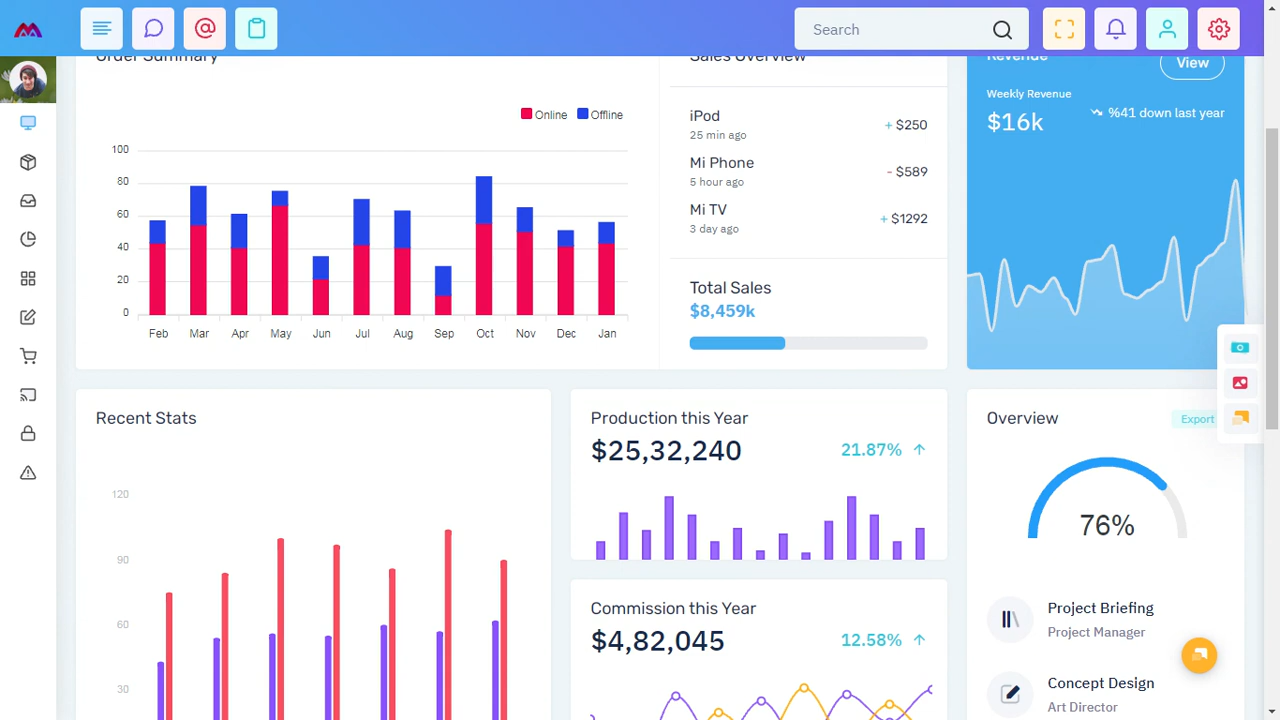 Search
Order Summary
Online
Offline
100
80
60
40
20
0
Feb
Mar
Apr
May
Jun
Jul
Aug
Sep
Oct
Nov
Dec
Jan
Sales Overview
iPod
25 min ago
+ $250
Mi Phone
5 hour ago
- $589
Mi TV
3 day ago
+ $1292
Total Sales
$8,459k
Revenue
View
Weekly Revenue
$16k
%41 down last year
Recent Stats
120
90
60
30
Production this Year
$25,32,240
21.87%
Commission this Year
$4,82,045
12.58%
Overview
Export
76%
Project Briefing
Project Manager
Concept Design
Art Director